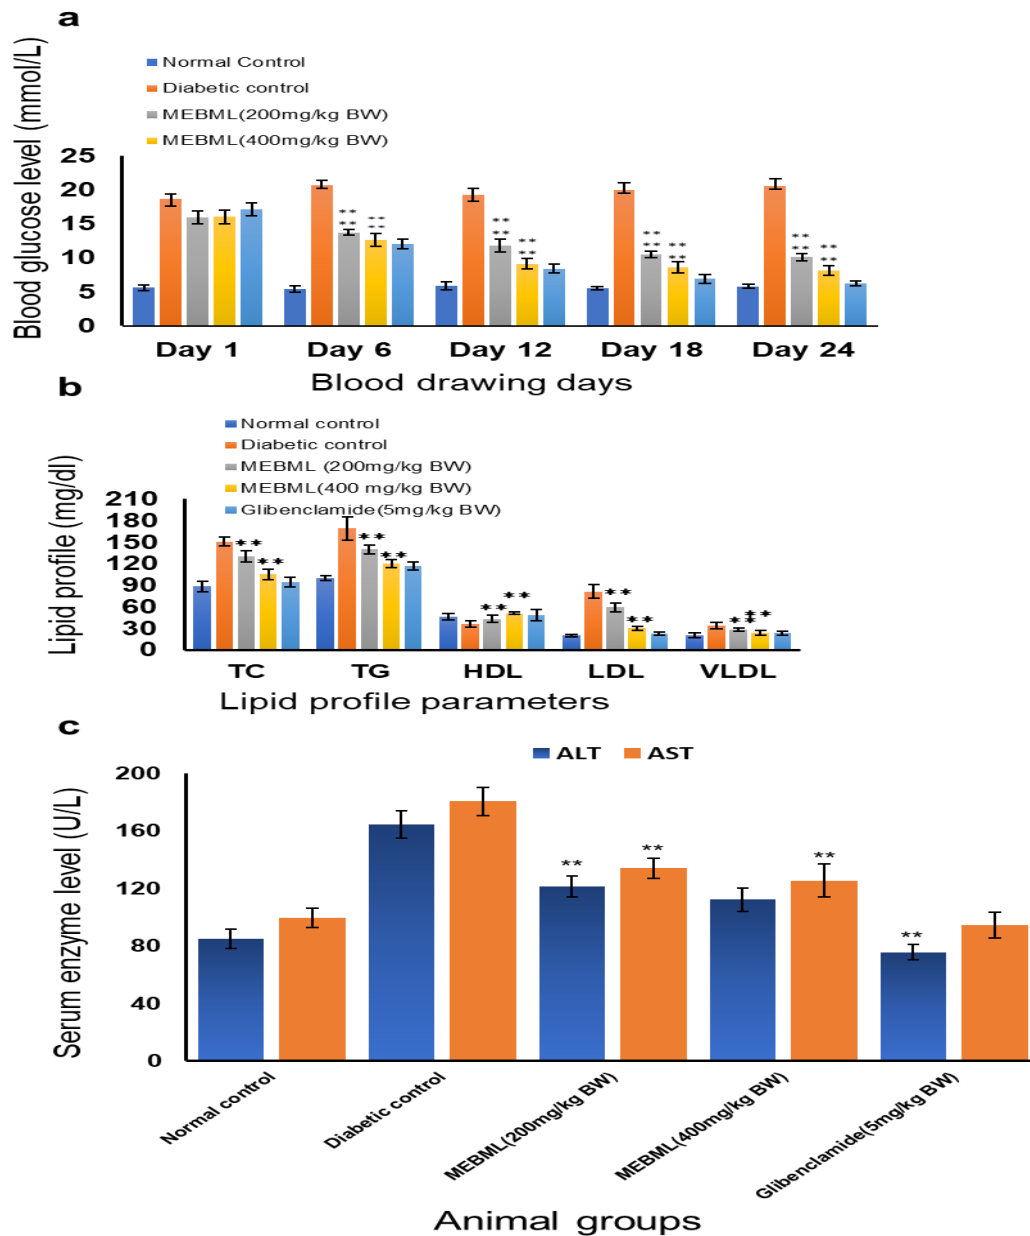 a
Blood glucose level (mmol/L)
Normal Control
Diabetic control
MEBML(200mg/kg BW)
MEBML(400mg/kg BW)
25
20
15
10
5
0
** ** ** ** ** ** ** **
** ** ** ** ** ** ** **
Day 1 Day 6 Day 12 Day 18 Day 24
Blood drawing days
b
Lipid profile (mg/dl)
Normal control
Diabetic control
MEBML (200mg/kg BW)
MEBML(400 mg/kg BW)
Glibenclamide(5mg/kg BW)
210
180
150
120
90
60
30
0
** ** ** ** ** ** ** ** ** **
TC TG HDL LDL VLDL
Lipid profile parameters
c
Serum enzyme level (U/L)
ALT AST
200
160
120
80
40
0
** ** ** **
Normal control
Diabetic control
MEBML(200mg/kg BW)
MEBML(400mg/kg BW)
Glibenclamide(5mg/kg BW)
Animal groups